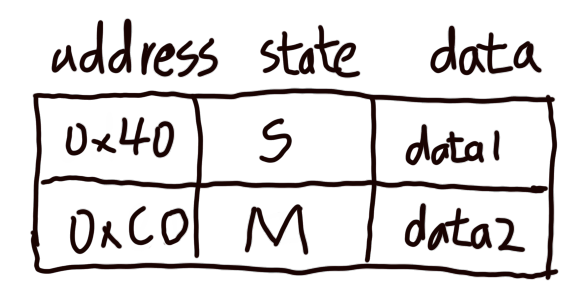 address state data
0x40 S data1
0xC0 M data2